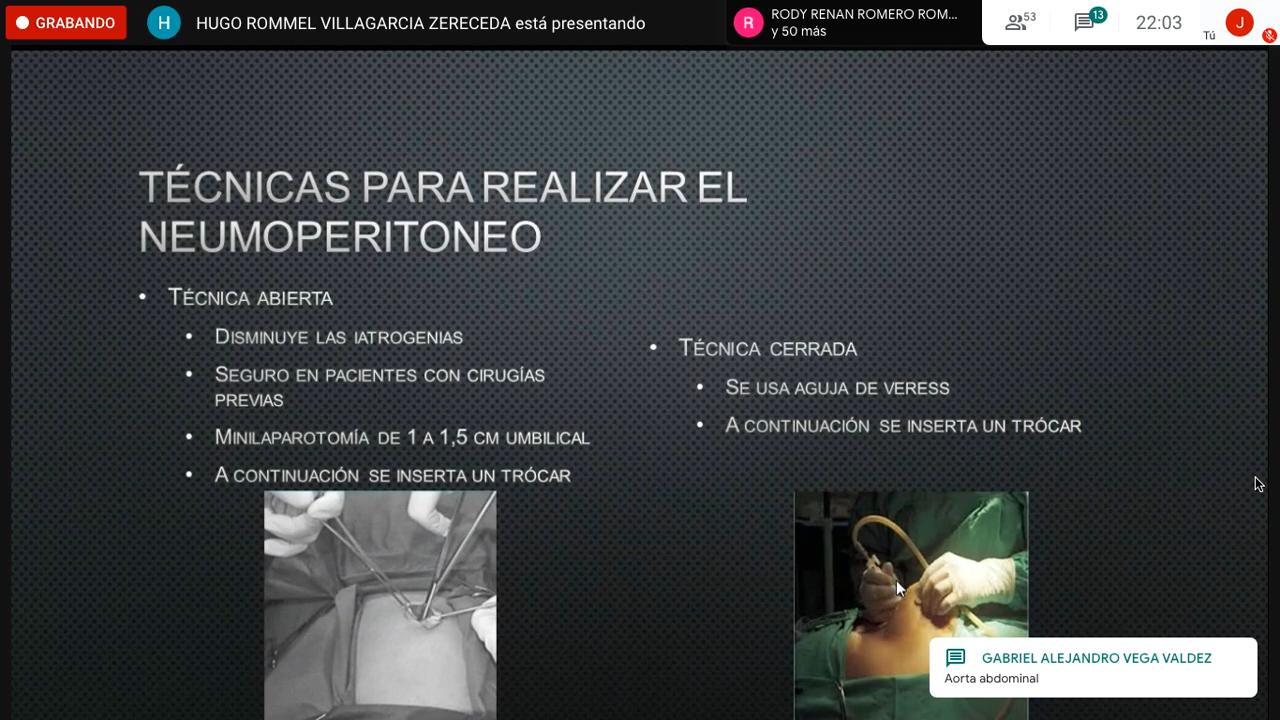 GRABANDO
H
HUGO ROMMEL VILLAGARCIA ZERECEDA está presentando
R
RODY RENAN ROMERO ROM...
y 50 más
53
13
22:03
Tú
J
TÉCNICAS PARA REALIZAR EL
NEUMOPERITONEO
• TÉCNICA ABIERTA
• DISMINUYE LAS IATROGENIAS
• SEGURO EN PACIENTES CON CIRUGÍAS
PREVIAS
• MINILAPAROTOMÍA DE 1 A 1,5 CM UMBILICAL
• A CONTINUACIÓN SE INSERTA UN TRÓCAR
• TÉCNICA CERRADA
• SE USA AGUJA DE VERESS
• A CONTINUACIÓN SE INSERTA UN TRÓCAR
GABRIEL ALEJANDRO VEGA VALDEZ
Aorta abdominal